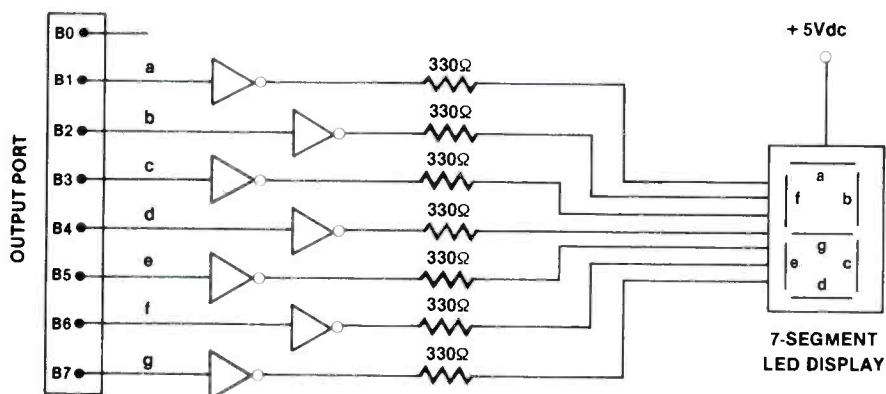 + 5Vdc
OUTPUT PORT
B0
B1 a 330Ω
B2 b 330Ω
B3 c 330Ω
B4 d 330Ω
B5 e 330Ω
B6 f 330Ω
B7 g 330Ω
a
f b
g
e c
d
7-SEGMENT
LED DISPLAY